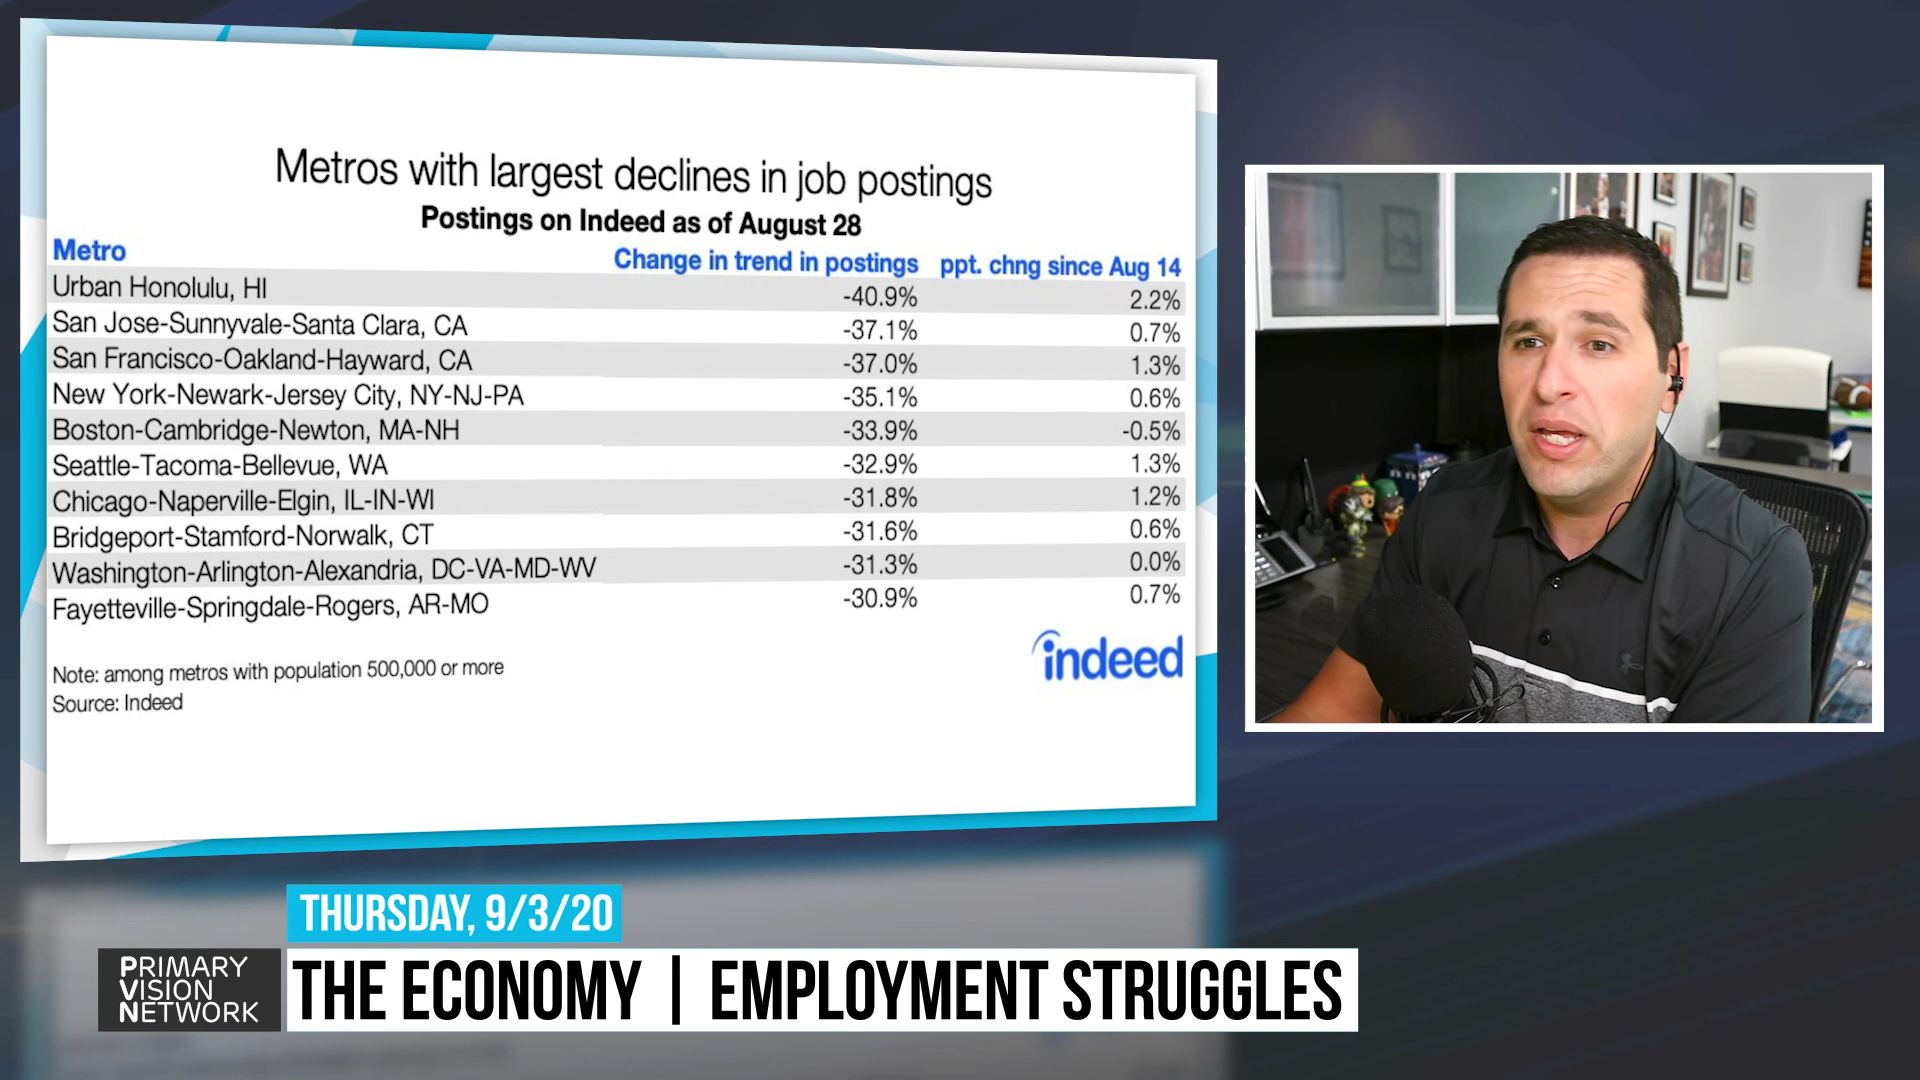 Metros with largest declines in job postings
Postings on Indeed as of August 28
Metro Change in trend in postings ppt. chng since Aug 14
Urban Honolulu, HI -40.9% 2.2%
San Jose-Sunnyvale-Santa Clara, CA -37.1% 0.7%
San Francisco-Oakland-Hayward, CA -37.0% 1.3%
New York-Newark-Jersey City, NY-NJ-PA -35.1% 0.6%
Boston-Cambridge-Newton, MA-NH -33.9% -0.5%
Seattle-Tacoma-Bellevue, WA -32.9% 1.3%
Chicago-Naperville-Elgin, IL-IN-WI -31.8% 1.2%
Bridgeport-Stamford-Norwalk, CT -31.6% 0.6%
Washington-Arlington-Alexandria, DC-VA-MD-WV -31.3% 0.0%
Fayetteville-Springdale-Rogers, AR-MO -30.9% 0.7%
indeed
Note: among metros with population 500,000 or more
Source: Indeed
THURSDAY, 9/3/20
PRIMARY
VISION
NETWORK
THE ECONOMY | EMPLOYMENT STRUGGLES